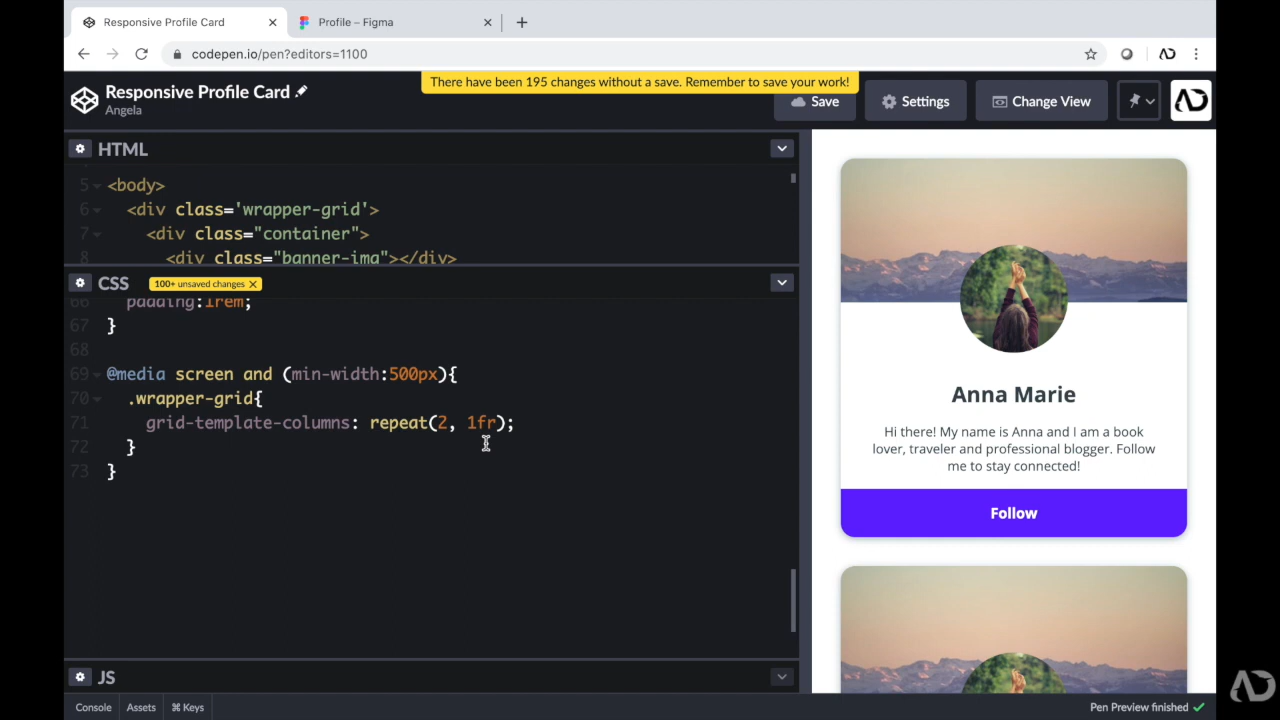 Responsive Profile Card
Profile – Figma
codepen.io/pen?editors=1100
There have been 195 changes without a save. Remember to save your work!
Responsive Profile Card
Angela
Save
Settings
Change View
HTML
5 <body>
6 <div class='wrapper-grid'>
7 <div class="container">
8 <div class="banner-img"></div>
CSS
100+ unsaved changes
66 padding:1rem;
67 }
68
69 @media screen and (min-width:500px){
70 .wrapper-grid{
71 grid-template-columns: repeat(2, 1fr);
72 }
73 }
JS
Anna Marie
Hi there! My name is Anna and I am a book
lover, traveler and professional blogger. Follow
me to stay connected!
Follow
Console
Assets
⌘ Keys
Pen Preview finished